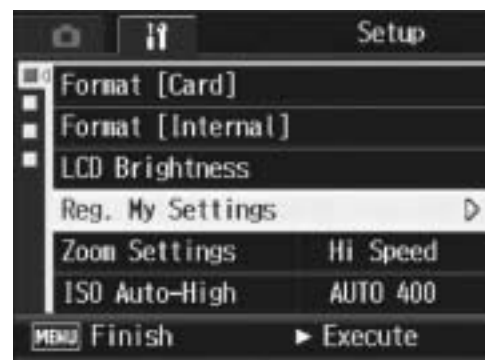 Setup
Format [Card]
Format [Internal]
LCD Brightness
Reg. My Settings
Zoom Settings Hi Speed
ISO Auto-High AUTO 400
MENU Finish ► Execute